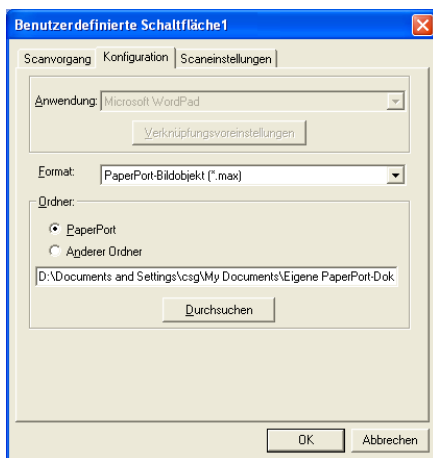 Benutzerdefinierte Schaltfläche1
Scanvorgang Konfiguration Scaneinstellungen
Anwendung: Microsoft WordPad
Verknüpfungsvoreinstellungen
Format: PaperPort-Bildobjekt (*.max)
Ordner:
PaperPort
Anderer Ordner
D:\Documents and Settings\csg\My Documents\Eigene PaperPort-Dok
Durchsuchen
OK Abbrechen